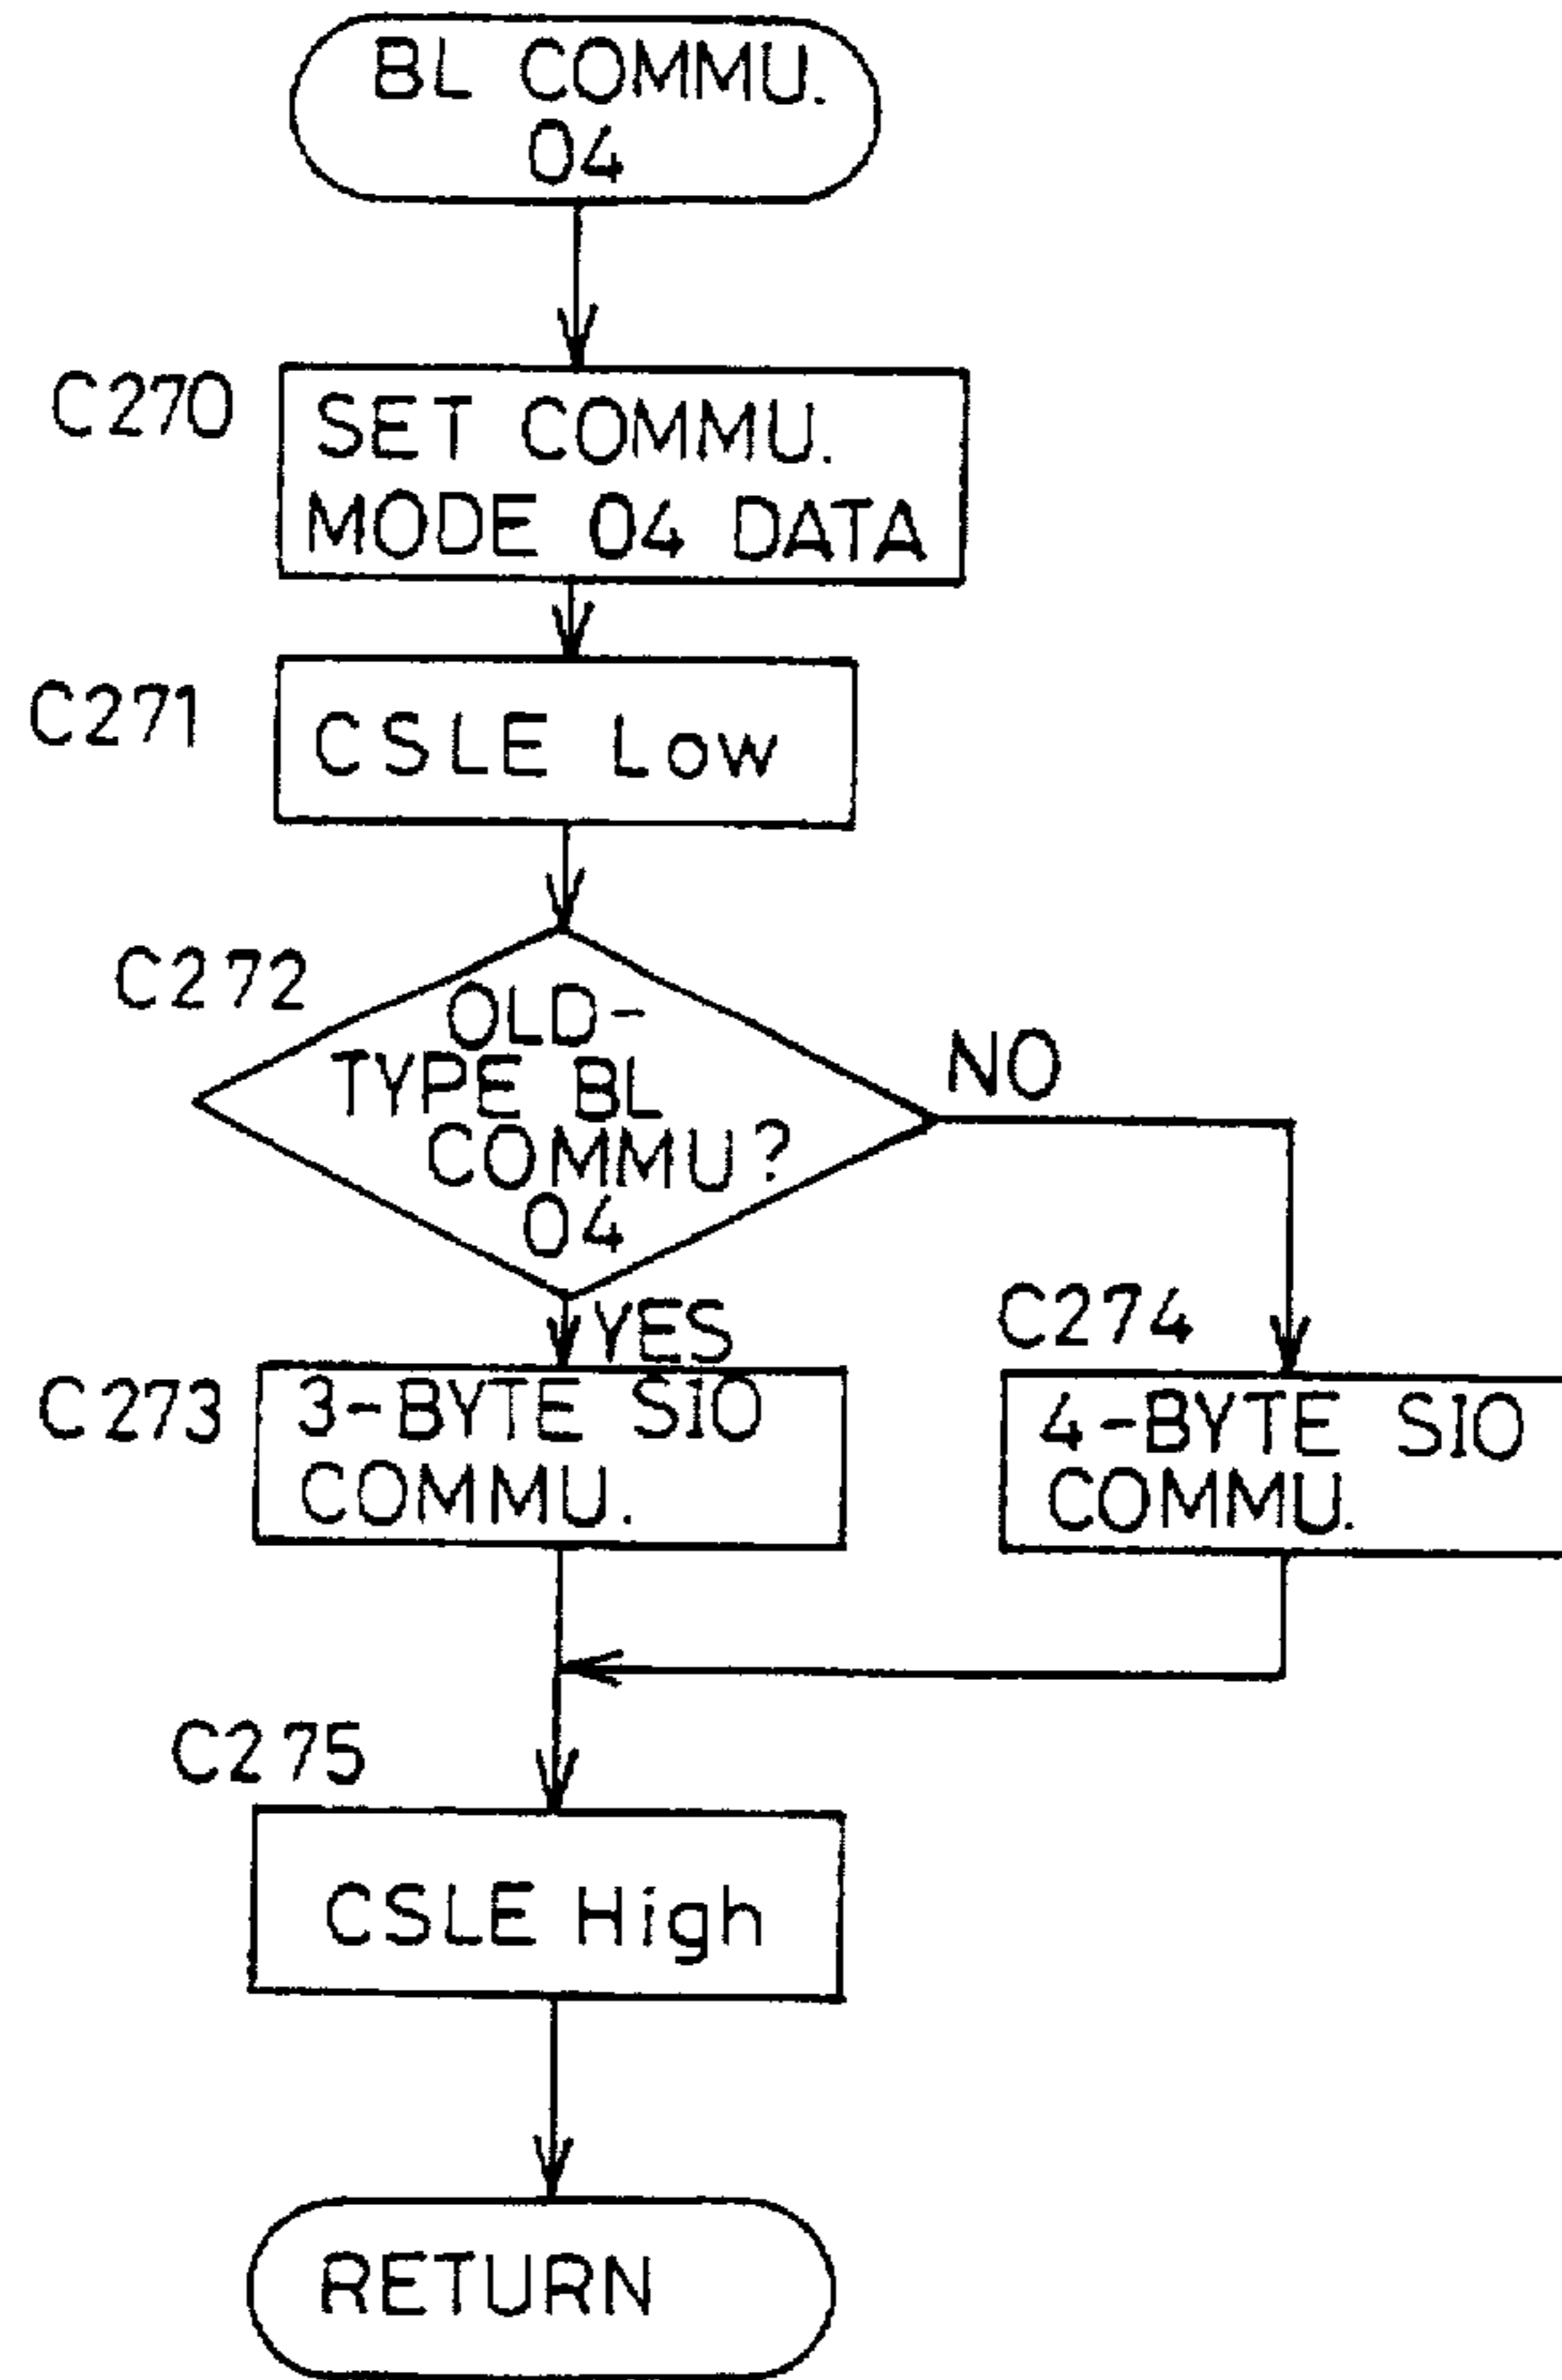 BL COMMU.
04
C270
SET COMMU.
MODE 04 DATA
C271
CSLE Low
C272
OLD-
TYPE BL
COMMU?
04
NO
YES
C273
3-BYTE SIO
COMMU.
C274
4-BYTE SIO
COMMU.
C275
CSLE High
RETURN